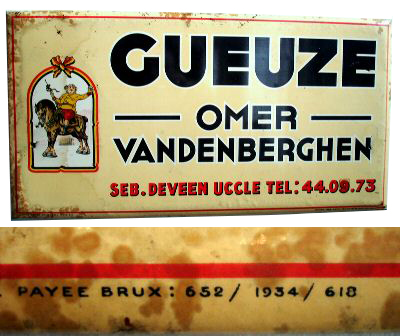 GUEUZE
OMER
VANDENBERGHEN
SEB. DEVEEN UCCLE TEL: 44.09.73
PAYEE BRUX: 652/ 1934/ 618